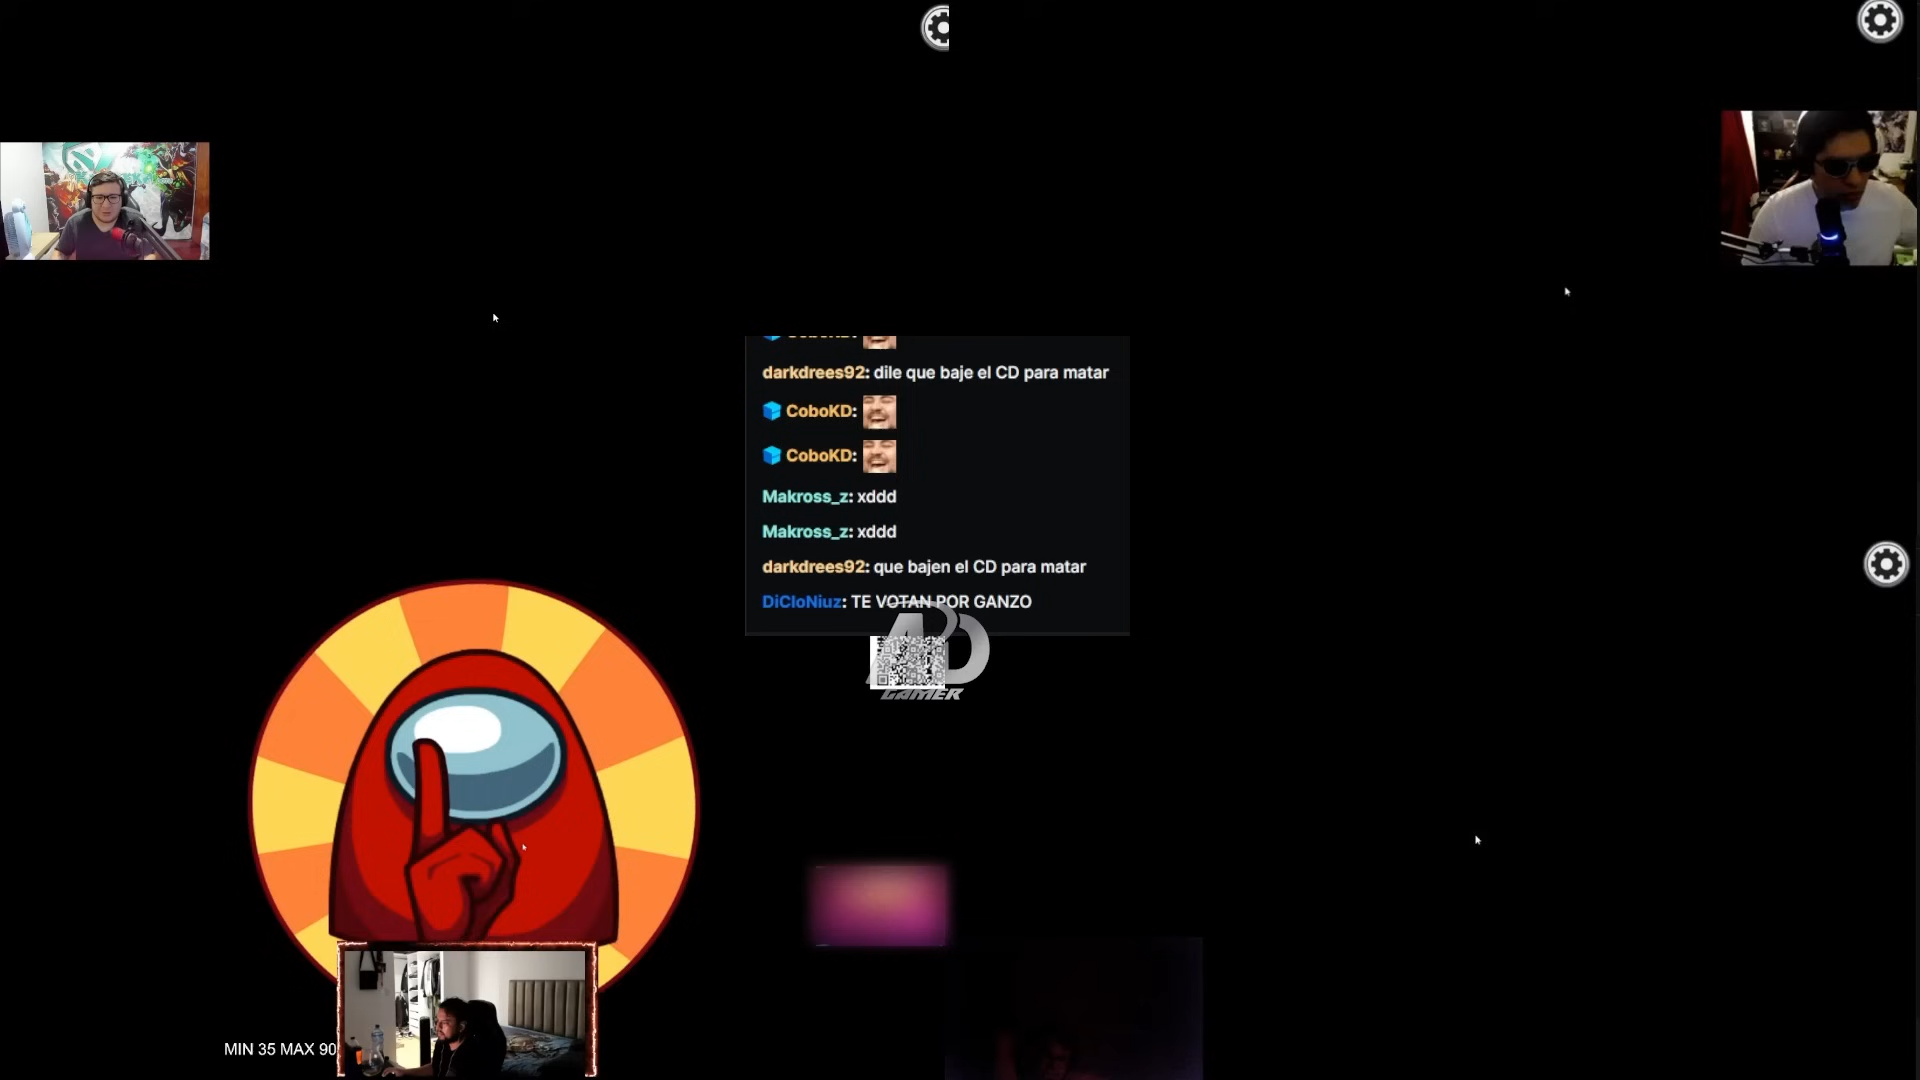 darkdrees92: dile que baje el CD para matar
CoboKD:
CoboKD:
Makross_z: xddd
Makross_z: xddd
darkdrees92: que bajen el CD para matar
DiCloNiuz: TE VOTAN POR GANZO
AD
GAMER
MIN 35 MAX 90